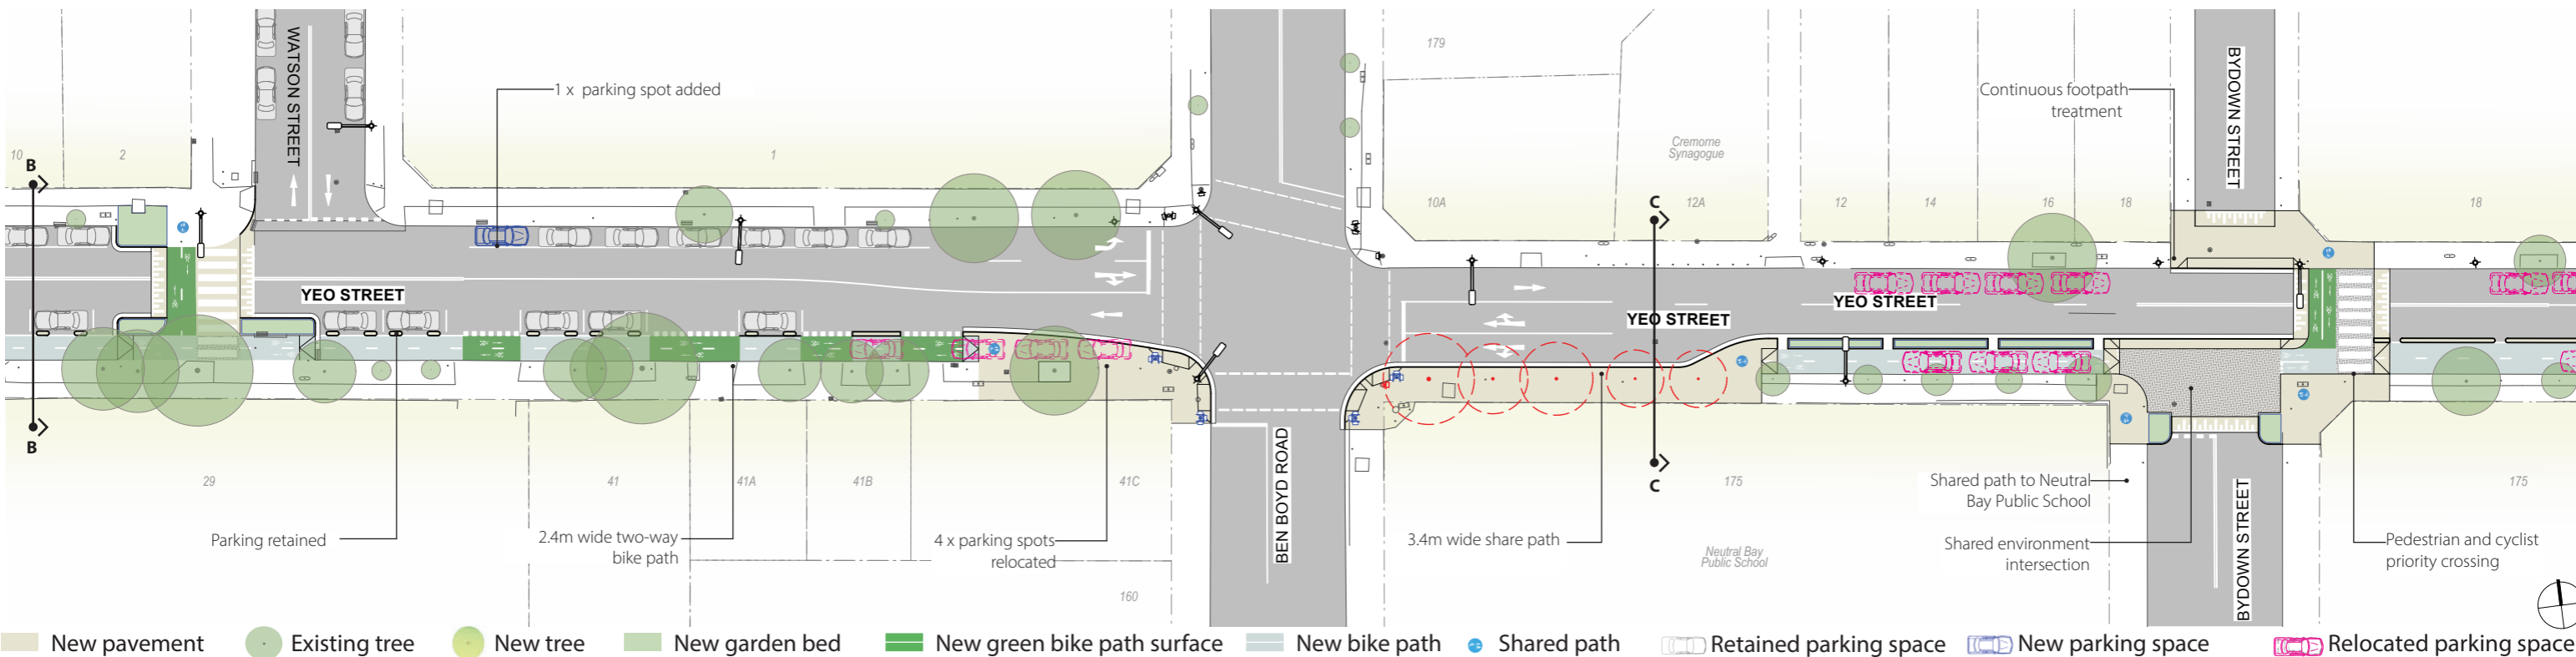 WATSON STREET
1 x  parking spot added
179
Continuous footpath
treatment
BYDOWN STREET
10
2
1
Cremorne
Synagogue
B
C
10A
12A
12
14
16
18
18
YEO STREET
YEO STREET
YEO STREET
B
C
29
41
41A
41B
41C
BEN BOYD ROAD
175
Shared path to Neutral
Bay Public School
175
BYDOWN STREET
Parking retained
2.4m wide two-way
bike path
4 x parking spots
relocated
3.4m wide share path
Neutral Bay
Public School
Shared environment
intersection
Pedestrian and cyclist
priority crossing
160
New pavement
Existing tree
New tree
New garden bed
New green bike path surface
New bike path
Shared path
Retained parking space
New parking space
Relocated parking space